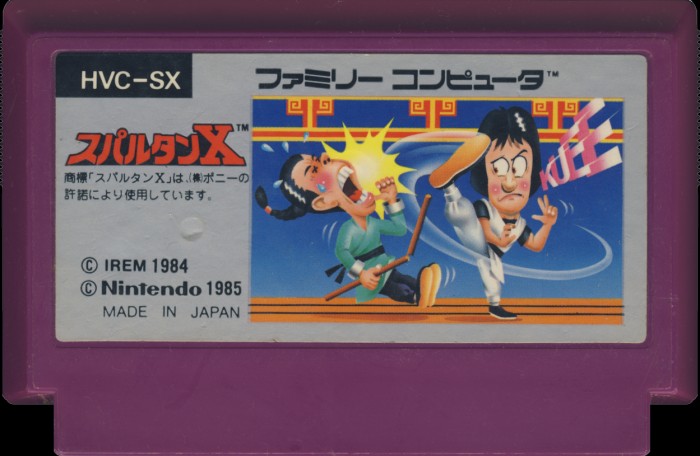 HVC-SX
ファミリー コンピュータ™
スパルタンX™
商標「スパルタンX」は、㈱ポニーの
許諾により使用しています。
© IREM 1984
© Nintendo 1985
MADE IN JAPAN